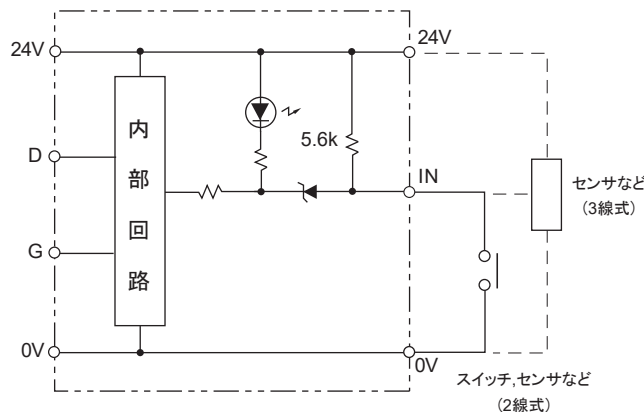 24V
24V
D
内部回路
5.6k
IN
センサなど
(3線式)
G
0V
0V
スイッチ,センサなど
(2線式)